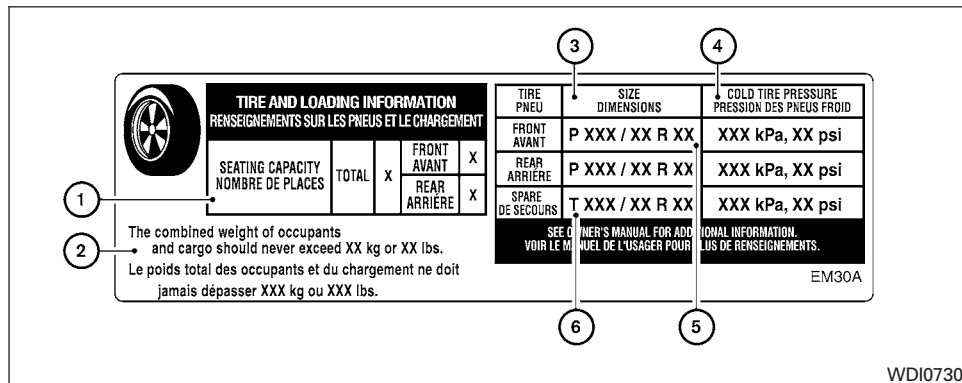 3
4
TIRE AND LOADING INFORMATION
RENSEIGNEMENTS SUR LES PNEUS ET LE CHARGEMENT
SEATING CAPACITY
NOMBRE DE PLACES
TOTAL
X
FRONT
AVANT
X
REAR
ARRIÈRE
X
TIRE
PNEU
SIZE
DIMENSIONS
COLD TIRE PRESSURE
PRESSION DES PNEUS FROID
FRONT
AVANT
P XXX / XX R XX
XXX kPa, XX psi
REAR
ARRIÈRE
P XXX / XX R XX
XXX kPa, XX psi
SPARE
DE SECOURS
T XXX / XX R XX
XXX kPa, XX psi
1
The combined weight of occupants
and cargo should never exceed XX kg or XX lbs.
2
Le poids total des occupants et du chargement ne doit
jamais dépasser XXX kg ou XXX lbs.
SEE OWNER'S MANUAL FOR ADDITIONAL INFORMATION.
VOIR LE MANUEL DE L'USAGER POUR PLUS DE RENSEIGNEMENTS.
EM30A
6
5
WDI0730